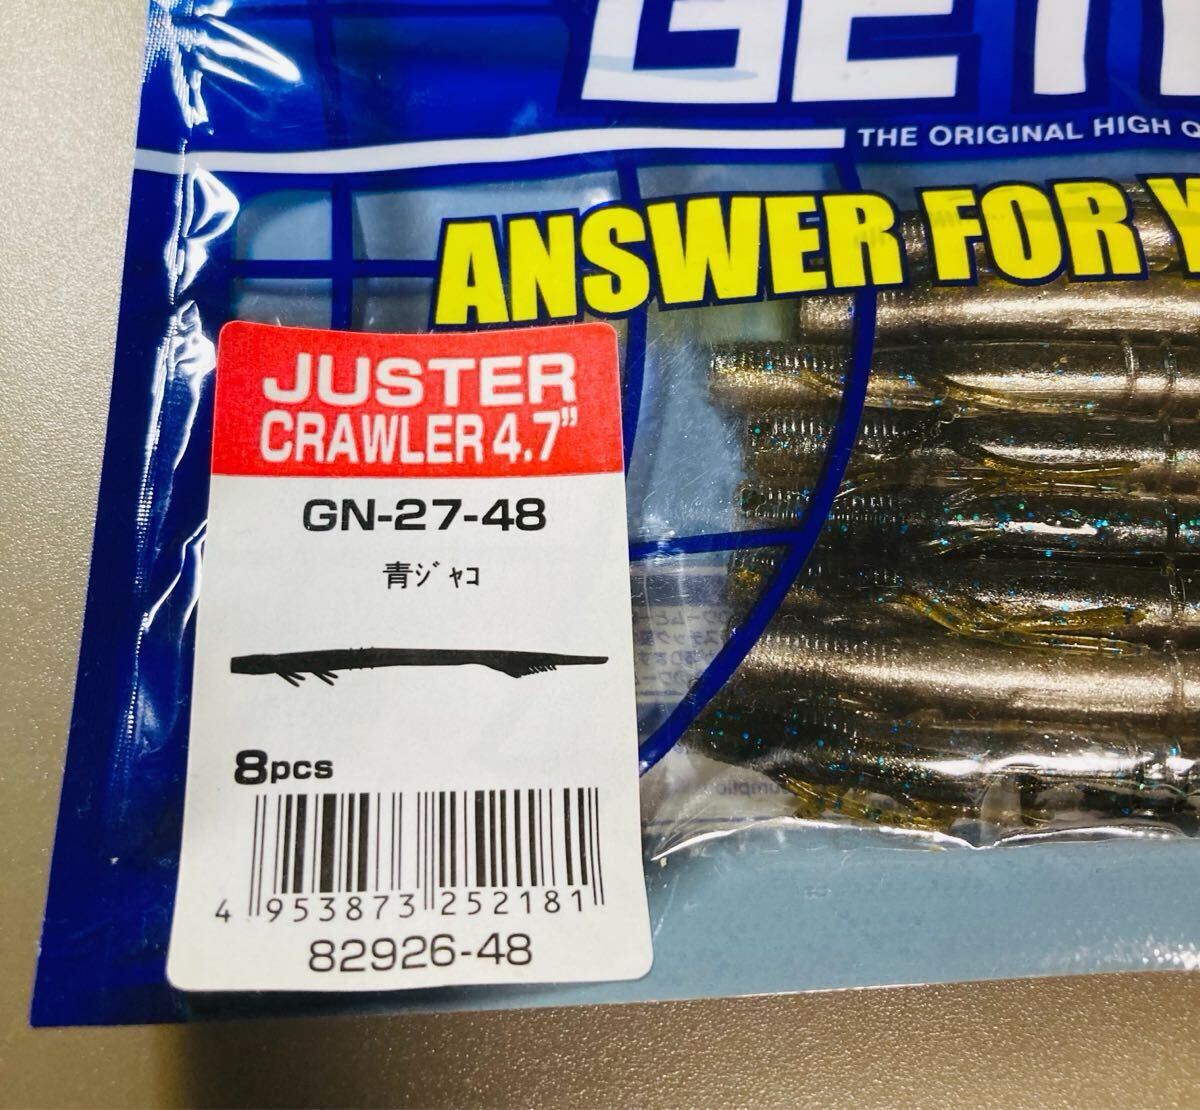 THE ORIGINAL HIGH
ANSWER FOR
JUSTER
CRAWLER 4.7"
GN-27-48
青ｼﾞｬｺ
8pcs
4 953873 252181
82926-48